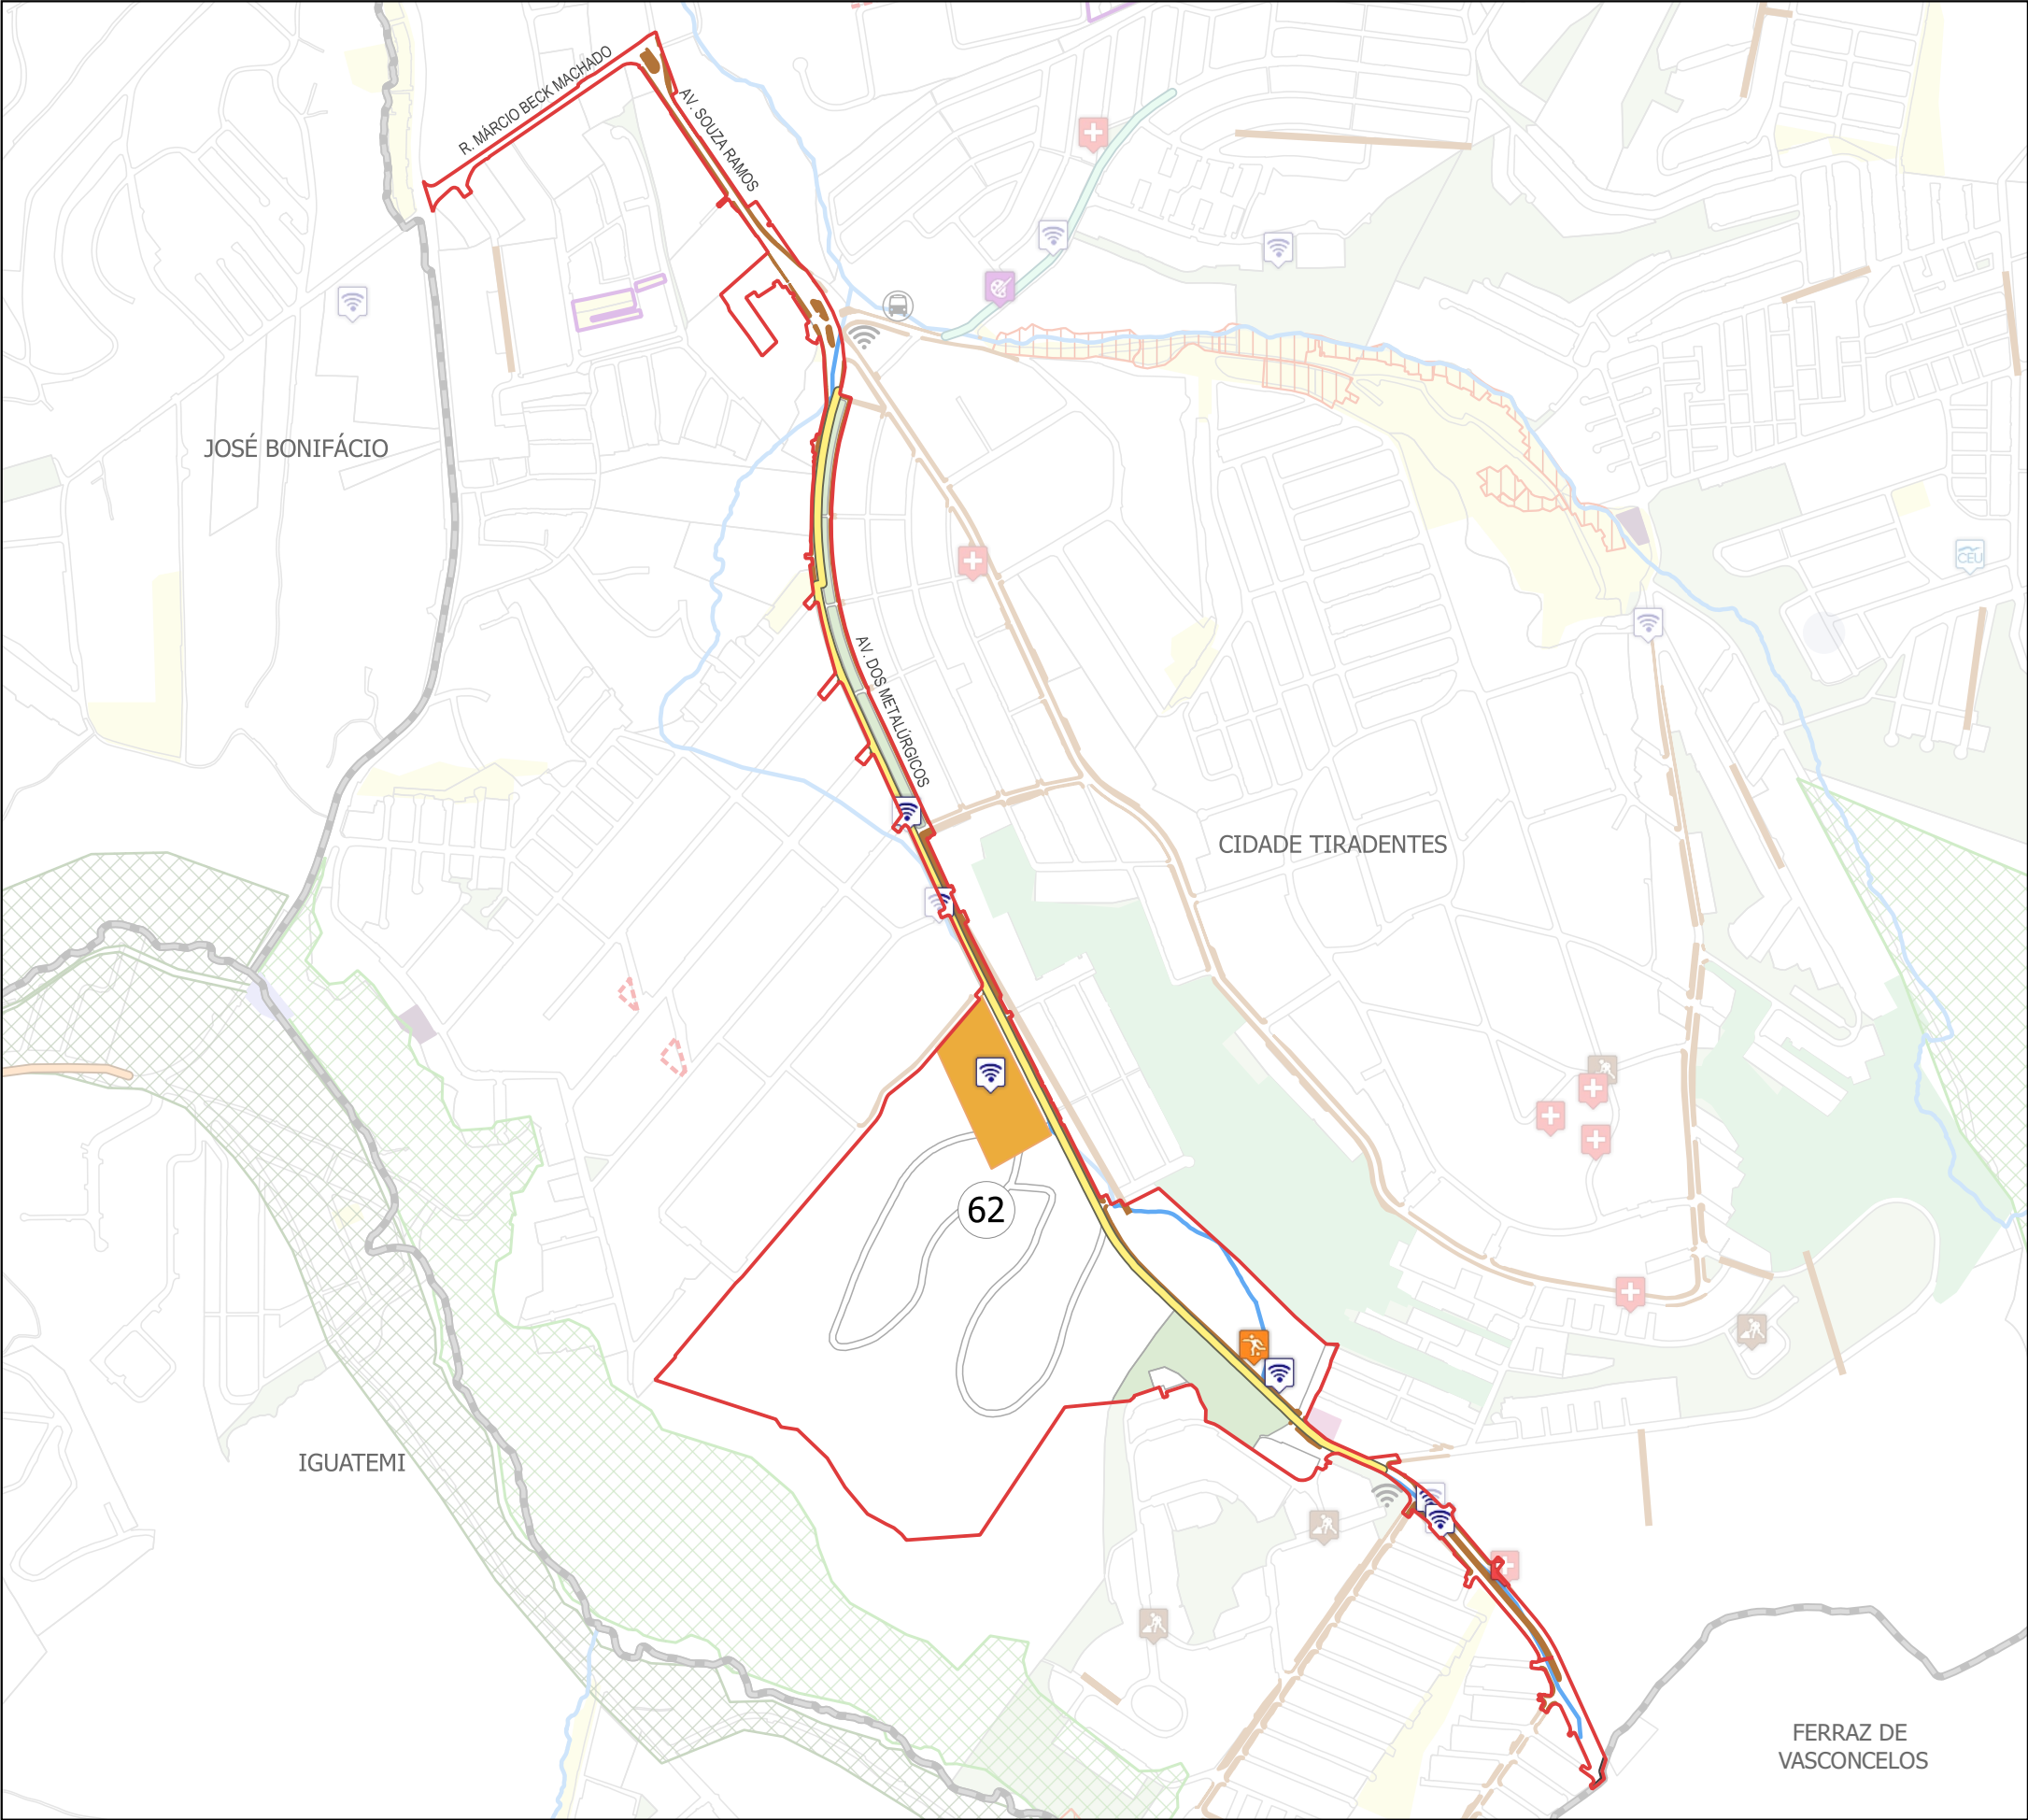 R. MÁRCIO BECK MACHADO
AV. SOUZA RAMOS
JOSÉ BONIFÁCIO
CEU
AV. DOS METALÚRGICOS
CIDADE TIRADENTES
62
IGUATEMI
FERRAZ DE
VASCONCELOS